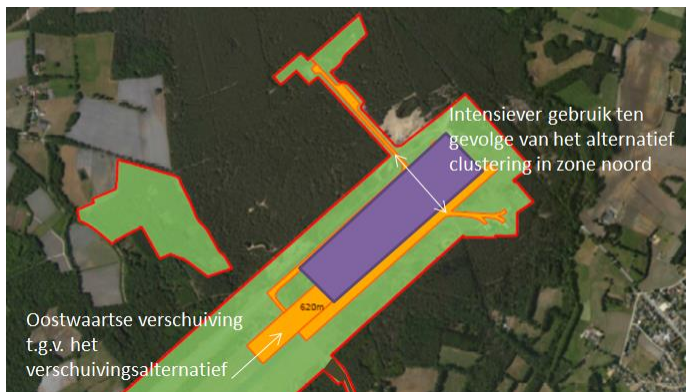 Intensiever gebruik ten
gevolge van het alternatief
clustering in zone noord
620m
Oostwaartse verschuiving
t.g.v. het
verschuivingsalternatief